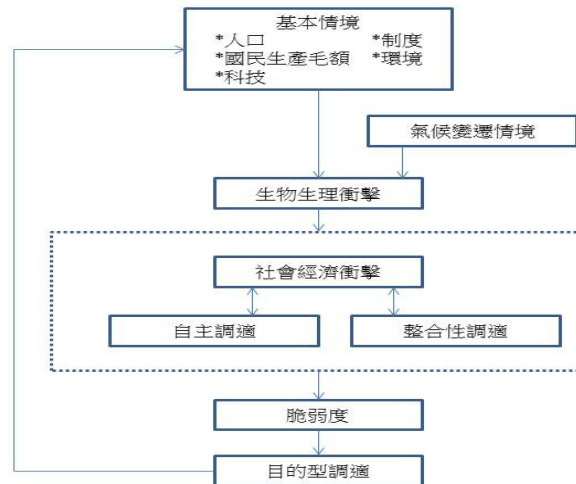 基本情境
*人口 *制度
*國民生產毛額 *環境
*科技
氣候變遷情境
生物生理衝擊
社會經濟衝擊
自主調適 整合性調適
脆弱度
目的型調適